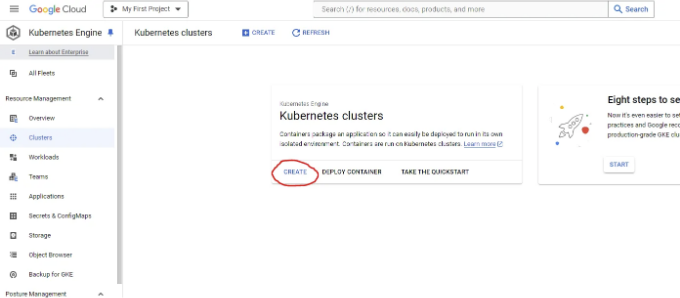 Google Cloud
My First Project
Search (/) for resources, docs, products, and more
Search
Kubernetes Engine
Kubernetes clusters
CREATE
REFRESH
Learn about Enterprise
All Fleets
Resource Management
Overview
Clusters
Workloads
Teams
Applications
Secrets & ConfigMaps
Storage
Object Browser
Backup for GKE
Posture Management
Kubernetes Engine
Kubernetes clusters
Containers package an application so it can easily be deployed to run in its own
isolated environment. Containers are run on Kubernetes clusters. Learn more
CREATE
DEPLOY CONTAINER
TAKE THE QUICKSTART
Eight steps to se
Now it's even easier to set
practices and Google recor
production-grade GKE clu
START